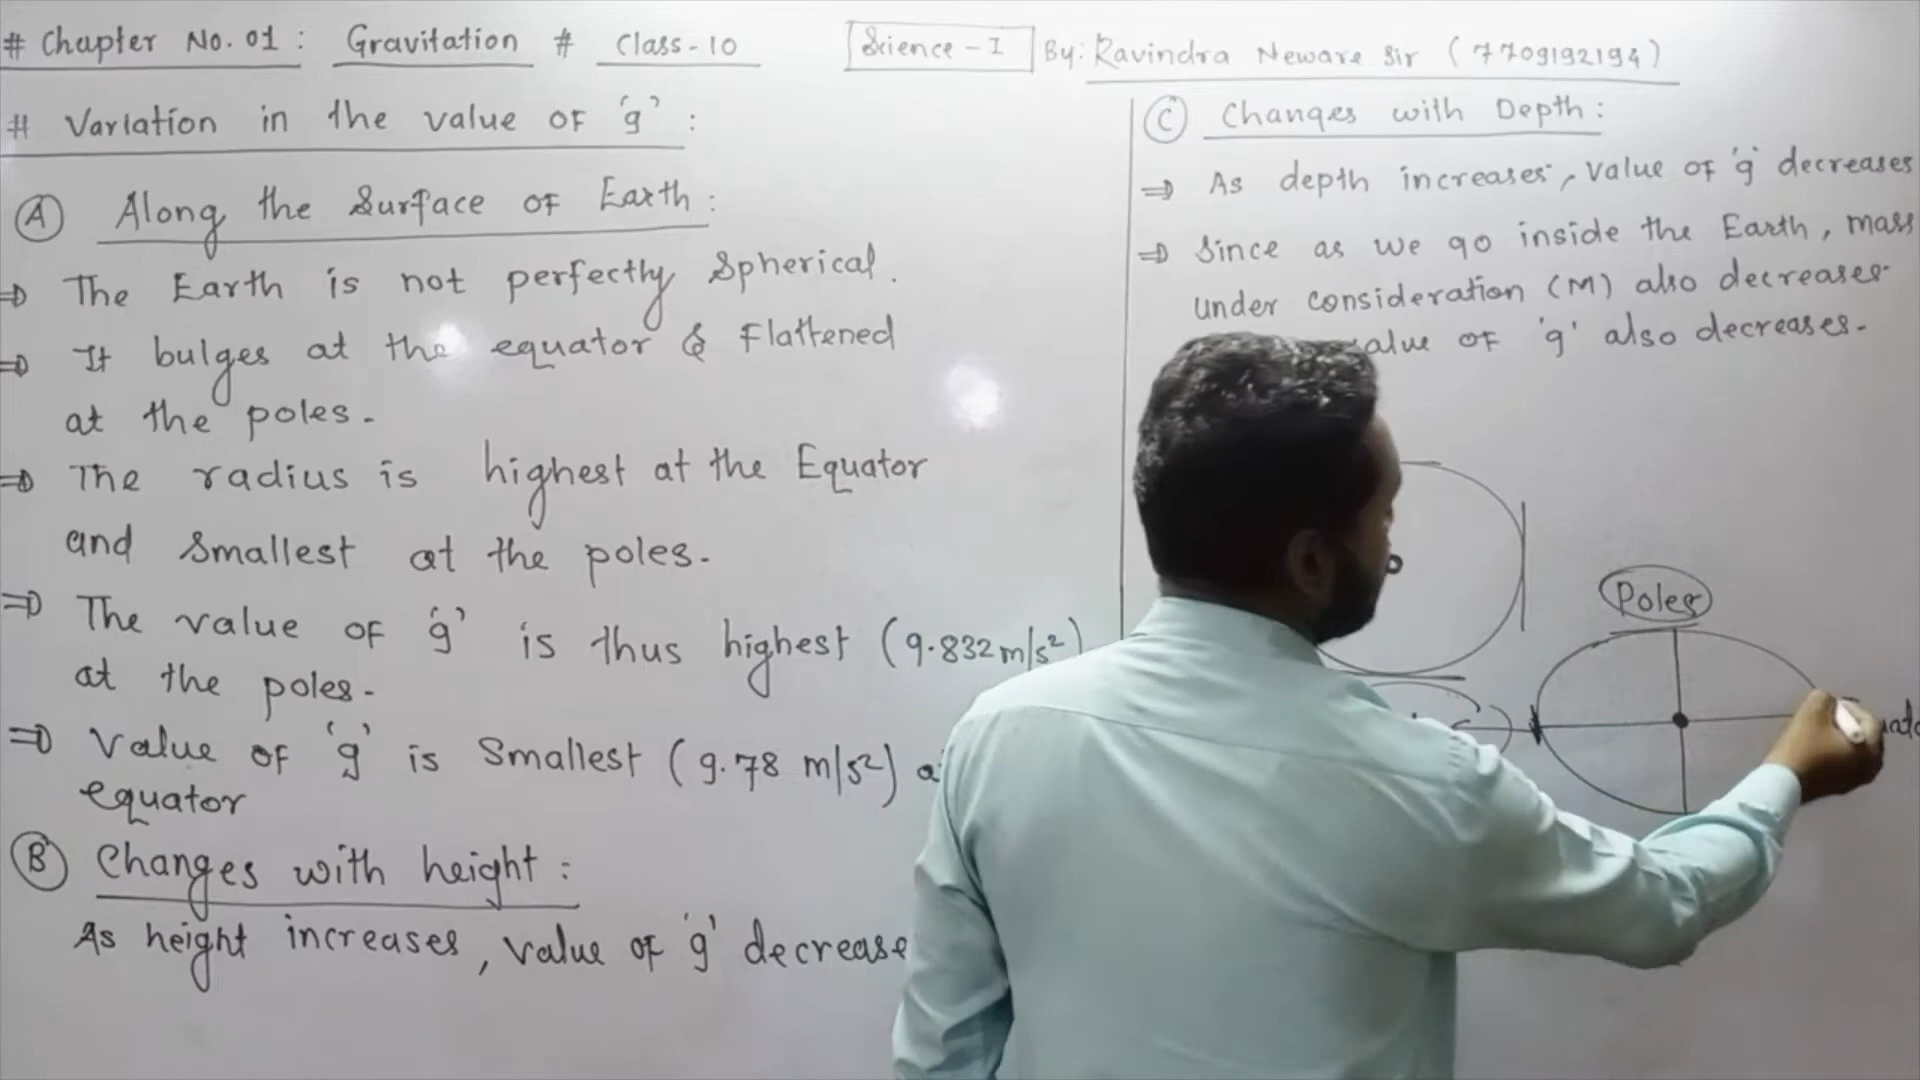 # Chapter No. 01 : Gravitation # Class-10
Science-I By: Ravindra Neware Sir (7709192194)
# Variation in the value of 'g' :
(A) Along the Surface of Earth :
⇒ The Earth is not perfectly Spherical.
⇒ It bulges at the equator & Flattened
at the poles.
⇒ The radius is highest at the Equator
and Smallest at the poles.
⇒ The value of 'g' is thus highest (9.832 m/s²)
at the poles.
⇒ Value of 'g' is Smallest (9.78 m/s²)
equator
(B) Changes with height :
As height increases, value of 'g' decrease
(C) Changes with Depth :
⇒ As depth increases, value of 'g' decreases
⇒ Since as we go inside the Earth, mass
under consideration (M) also decreases
value of 'g' also decreases.
Poles